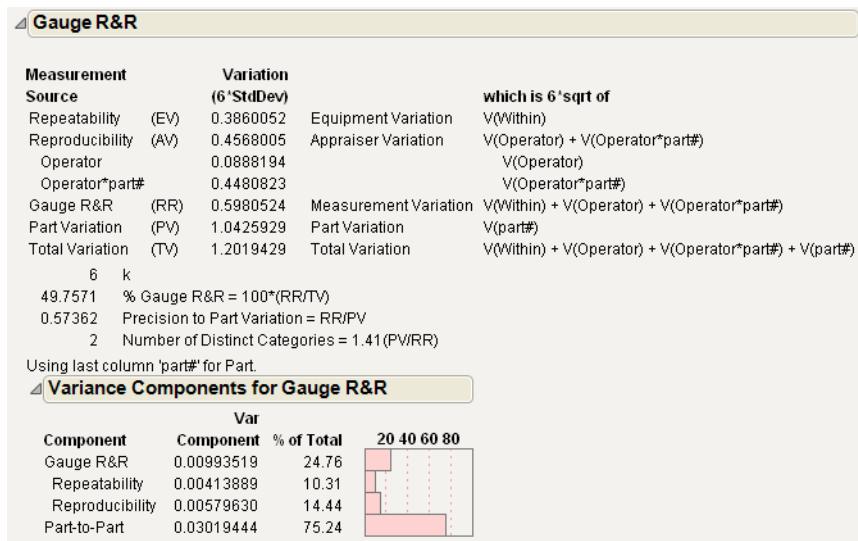 Gauge R&R
Measurement Variation
Source (6*StdDev) which is 6*sqrt of
Repeatability (EV) 0.3860052 Equipment Variation V(Within)
Reproducibility (AV) 0.4568005 Appraiser Variation V(Operator) + V(Operator*part#)
Operator 0.0888194 V(Operator)
Operator*part# 0.4480823 V(Operator*part#)
Gauge R&R (RR) 0.5980524 Measurement Variation V(Within) + V(Operator) + V(Operator*part#)
Part Variation (PV) 1.0425929 Part Variation V(part#)
Total Variation (TV) 1.2019429 Total Variation V(Within) + V(Operator) + V(Operator*part#) + V(part#)
6 k
49.7571 % Gauge R&R = 100*(RR/TV)
0.57362 Precision to Part Variation = RR/PV
2 Number of Distinct Categories = 1.41(PV/RR)
Using last column 'part#' for Part.
Variance Components for Gauge R&R
Var
Component Component % of Total 20 40 60 80
Gauge R&R 0.00993519 24.76
Repeatability 0.00413889 10.31
Reproducibility 0.00579630 14.44
Part-to-Part 0.03019444 75.24